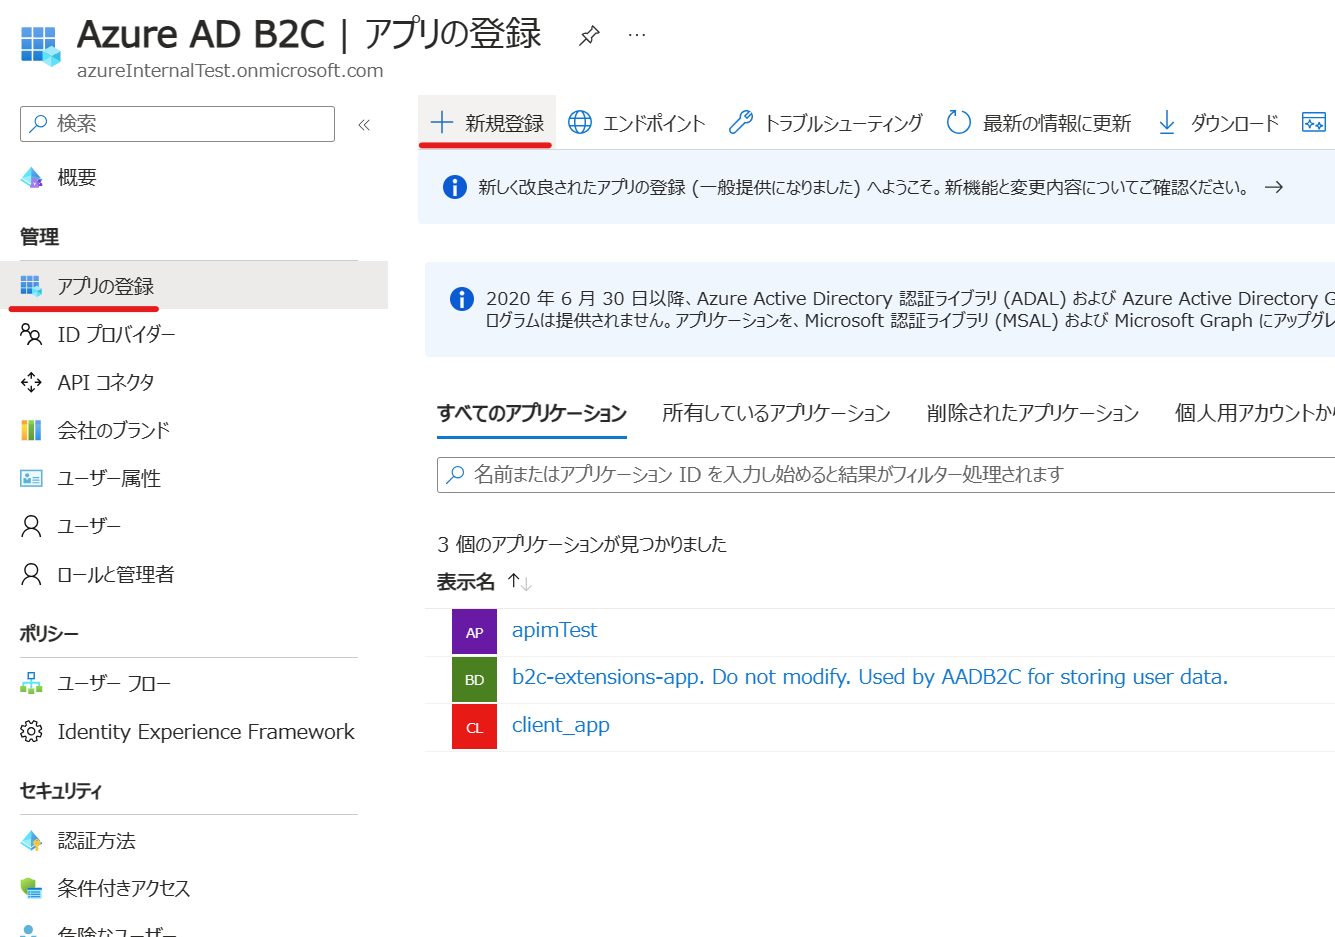 Azure AD B2C | アプリの登録
azureInternalTest.onmicrosoft.com
検索
概要
管理
アプリの登録
ID プロバイダー
API コネクタ
会社のブランド
ユーザー属性
ユーザー
ロールと管理者
ポリシー
ユーザー フロー
Identity Experience Framework
セキュリティ
認証方法
条件付きアクセス
危険なユーザー
新規登録 エンドポイント トラブルシューティング 最新の情報に更新 ダウンロード
新しく改良されたアプリの登録 (一般提供になりました) へようこそ。新機能と変更内容についてご確認ください。 →
2020 年 6 月 30 日以降、Azure Active Directory 認証ライブラリ (ADAL) および Azure Active Directory G
ログラムは提供されません。アプリケーションを、Microsoft 認証ライブラリ (MSAL) および Microsoft Graph にアップグレ
すべてのアプリケーション 所有しているアプリケーション 削除されたアプリケーション 個人用アカウントか
名前またはアプリケーション ID を入力し始めると結果がフィルター処理されます
3 個のアプリケーションが見つかりました
表示名 ↑↓
AP apimTest
BD b2c-extensions-app. Do not modify. Used by AADB2C for storing user data.
CL client_app